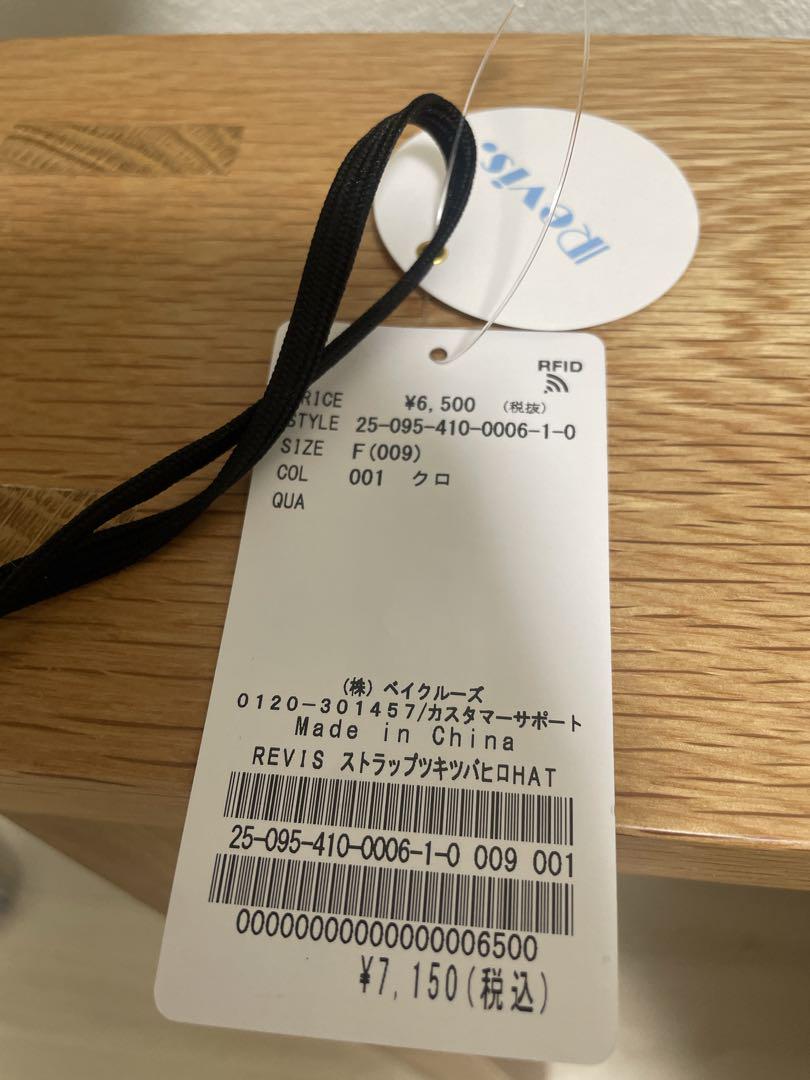 Revis.
RFID
PRICE ¥6,500 (税抜)
STYLE 25-095-410-0006-1-0
SIZE F(009)
COL 001 クロ
QUA
(株) ベイクルーズ
0120-301457/カスタマーサポート
Made in China
REVIS ストラップツキツバヒロHAT
25-095-410-0006-1-0 009 001
00000000000000006500
¥7,150(税込)